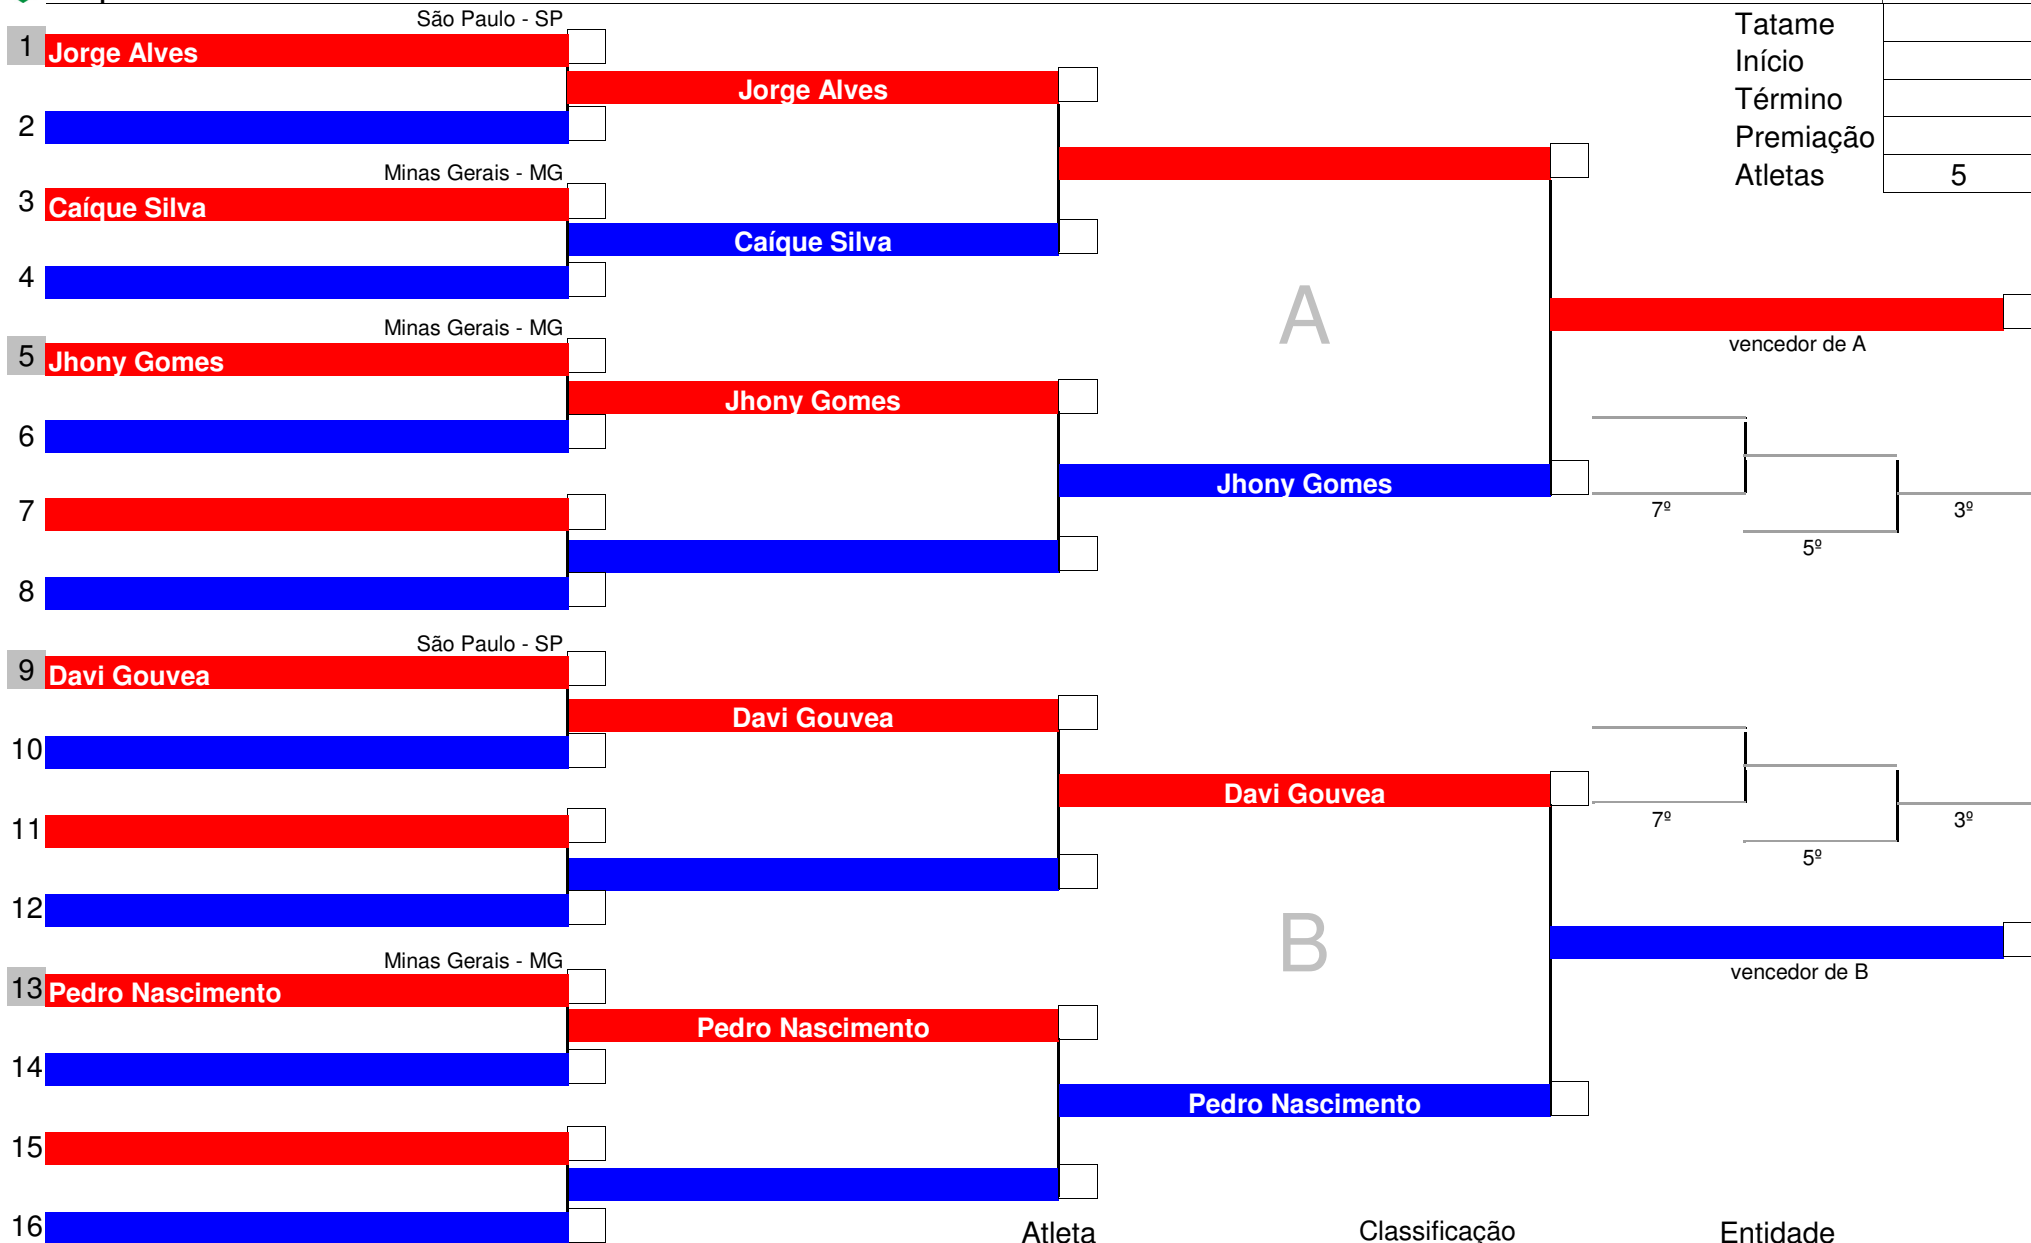 São Paulo - SP
1 Jorge Alves
Jorge Alves
2
Minas Gerais - MG
3 Caíque Silva
Caíque Silva
4
Minas Gerais - MG
5 Jhony Gomes
Jhony Gomes
6
Jhony Gomes
7
8
São Paulo - SP
9 Davi Gouvea
Davi Gouvea
10
Davi Gouvea
11
12
Minas Gerais - MG
13 Pedro Nascimento
Pedro Nascimento
14
Pedro Nascimento
15
16
Tatame
Início
Término
Premiação
Atletas 5
A
vencedor de A
7º
5º
3º
7º
5º
3º
B
vencedor de B
Atleta Classificação Entidade